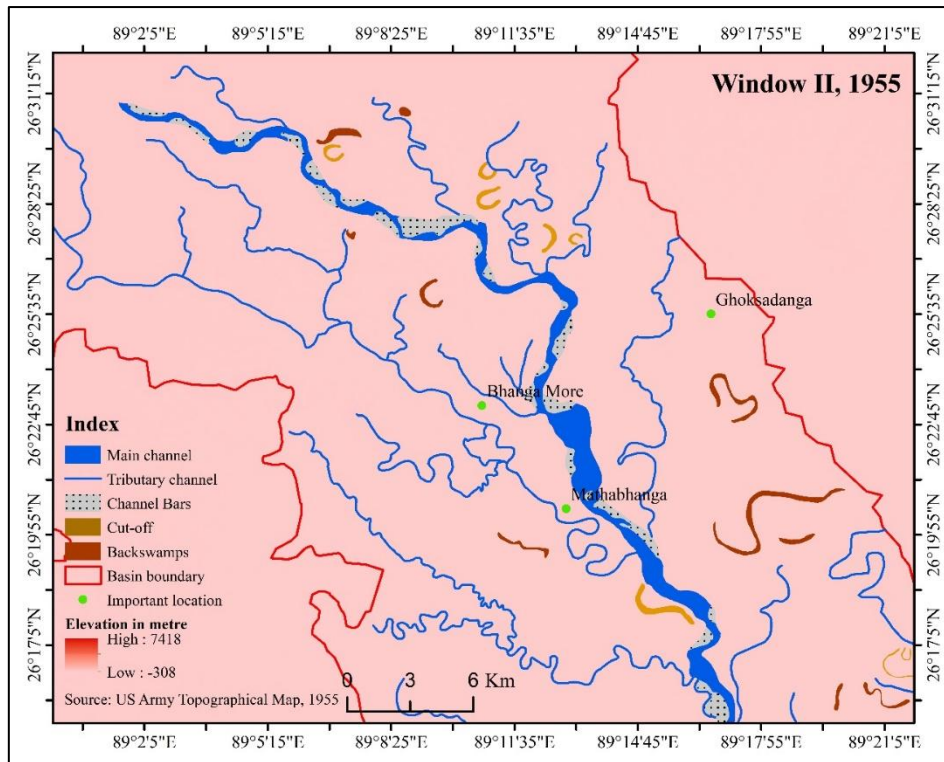 89°2'5"E 89°5'15"E 89°8'25"E 89°11'35"E 89°14'45"E 89°17'55"E 89°21'5"E
Window II, 1955
26°31'15"N 26°31'15"N
26°28'25"N 26°28'25"N
26°25'35"N 26°25'35"N
Ghoksadanga
Bhanga More
26°22'45"N 26°22'45"N
Index
Main channel
Tributary channel
Channel Bars
Mathabhanga
Cut-off
26°19'55"N 26°19'55"N
Backswamps
Basin boundary
Important location
Elevation in metre
High : 7418
26°17'5"N 26°17'5"N
Low : -308
0 3 6 Km
Source: US Army Topographical Map, 1955
89°2'5"E 89°5'15"E 89°8'25"E 89°11'35"E 89°14'45"E 89°17'55"E 89°21'5"E